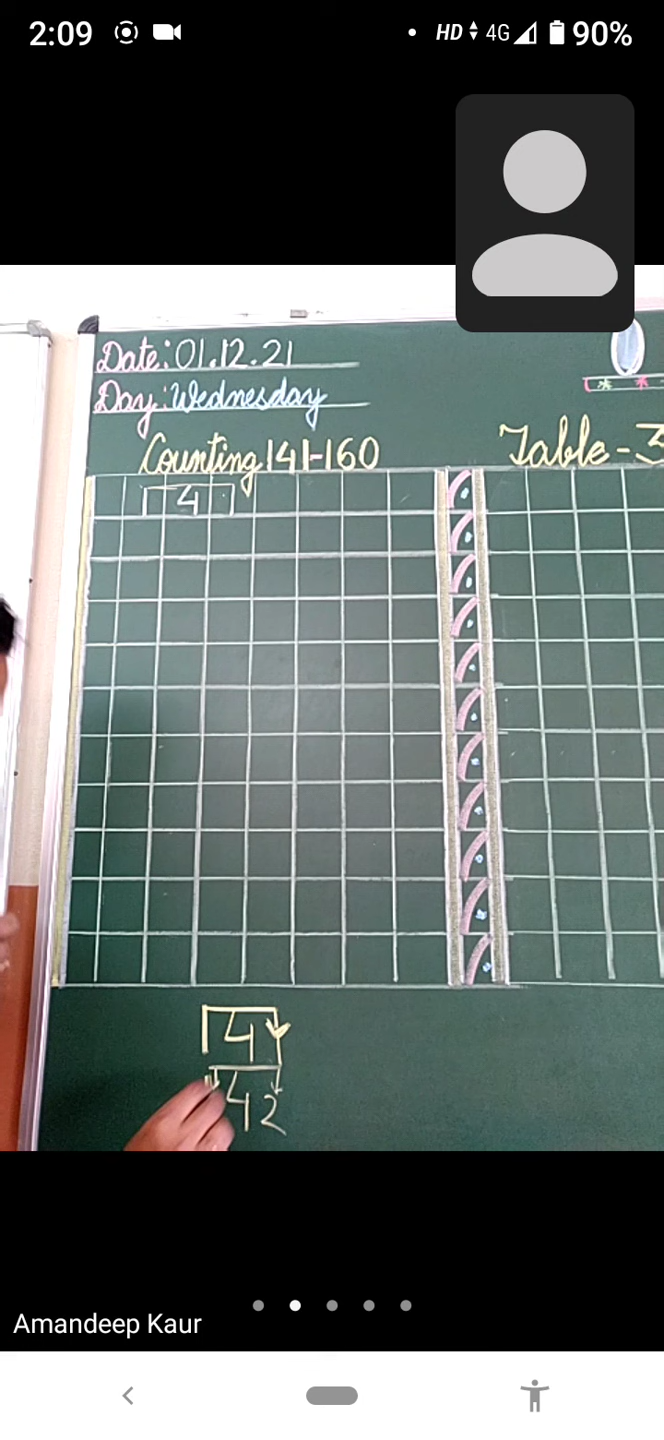 2:09 HD 4G 90%
Date: 01.12.21
Day: Wednesday
Counting 141-160 Table-3
141
141
142
Amandeep Kaur